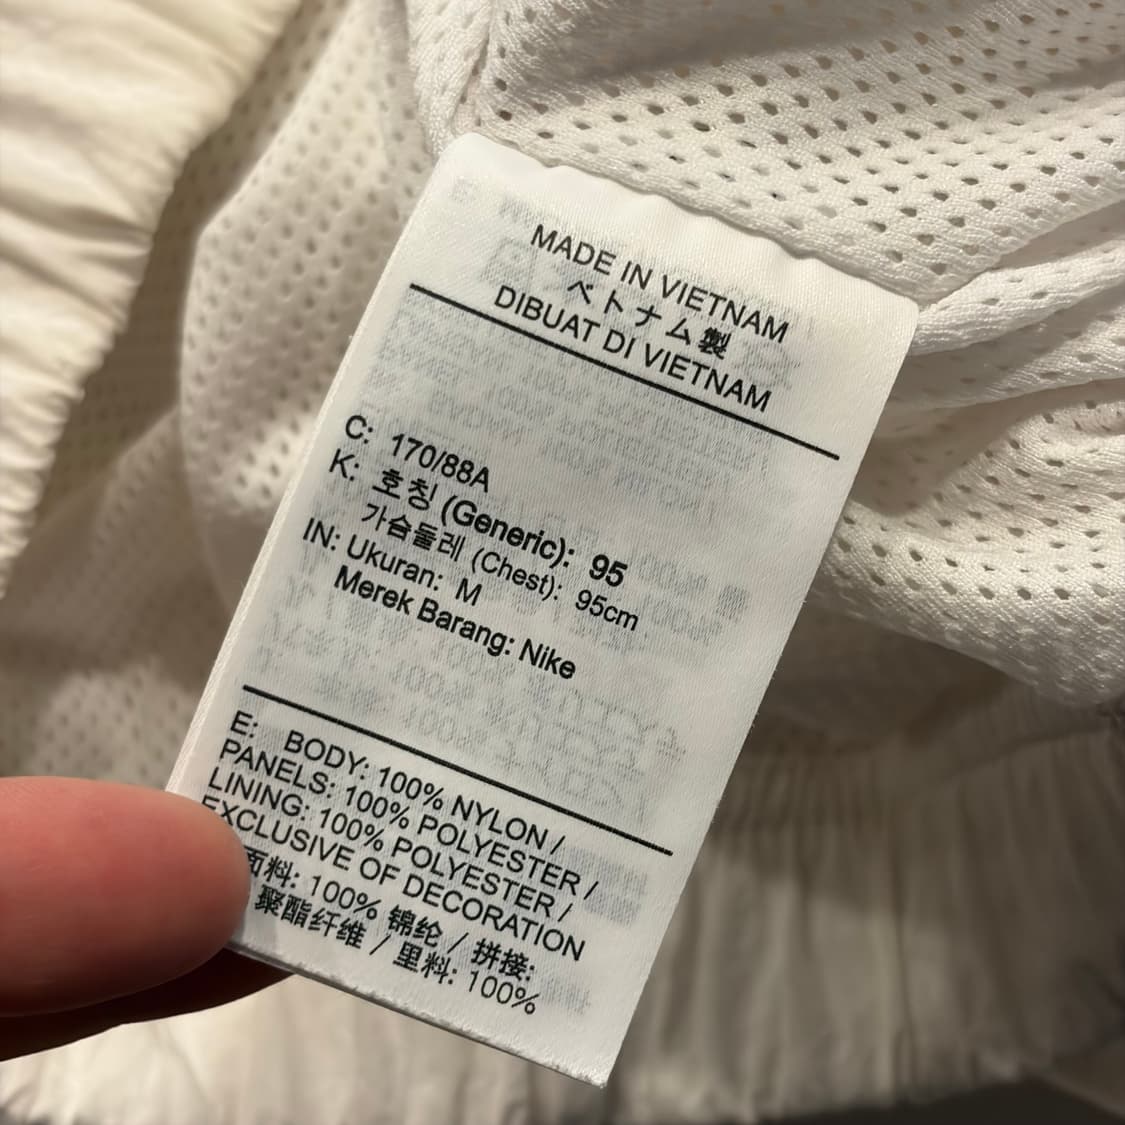 MADE IN VIETNAM
ベトナム製
DIBUAT DI VIETNAM
C: 170/88A
K: 호칭 (Generic): 95
가슴둘레 (Chest): 95cm
IN: Ukuran: M
Merek Barang: Nike
E: BODY: 100% NYLON /
PANELS: 100% POLYESTER /
LINING: 100% POLYESTER /
EXCLUSIVE OF DECORATION
面料: 100% 锦纶 / 拼接:
聚酯纤维 / 里料: 100%